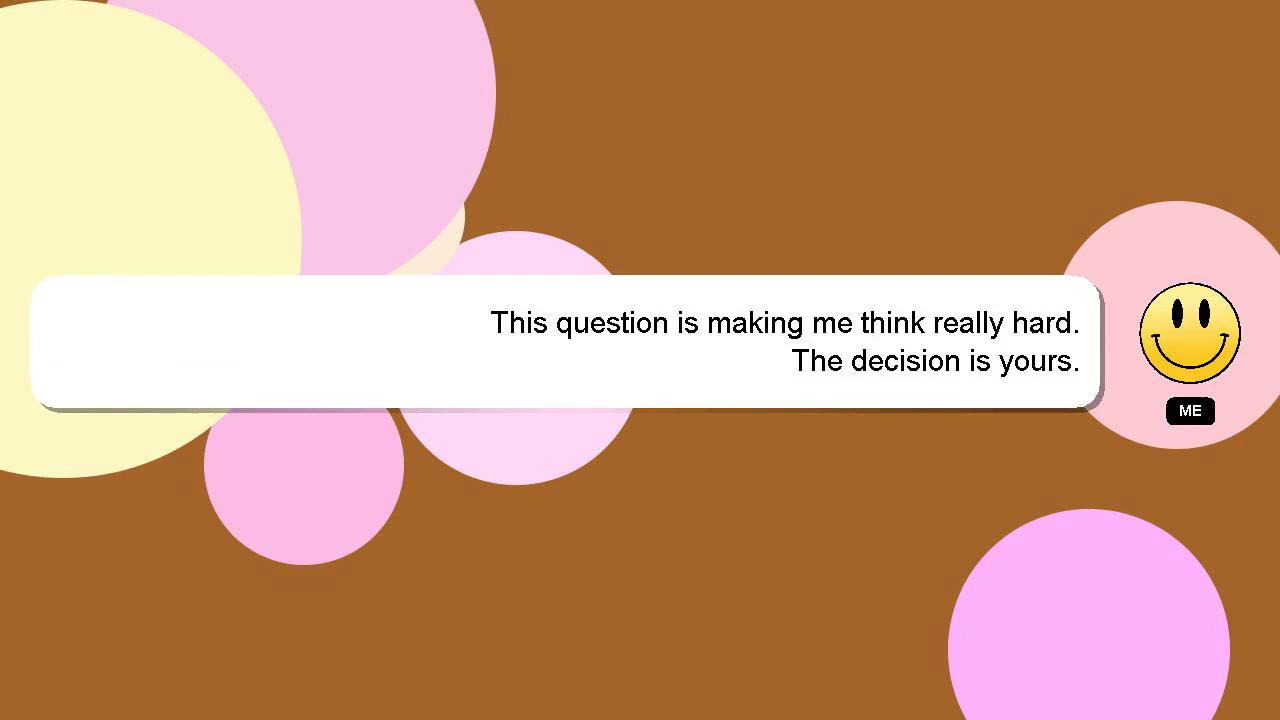 This question is making me think really hard.
The decision is yours.
ME